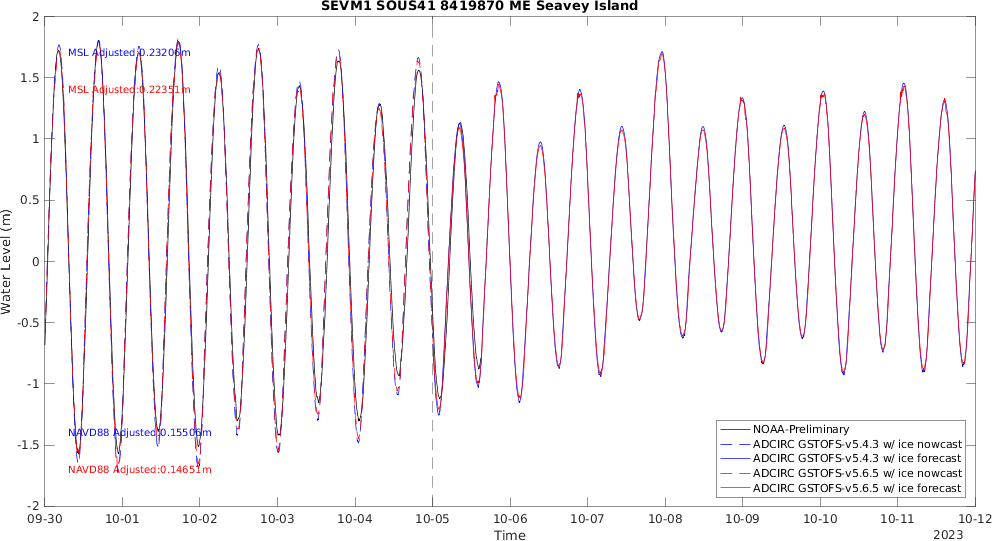 SEVM1 SOUS41 8419870 ME Seavey Island
2
1.5
1
0.5
0
-0.5
-1
-1.5
-2
Water Level (m)
MSL Adjusted:0.23206m
MSL Adjusted:0.22351m
NAVD88 Adjusted:0.15506m
NAVD88 Adjusted:0.14651m
NOAA-Preliminary
ADCIRC GSTOFS-v5.4.3 w/ ice nowcast
ADCIRC GSTOFS-v5.4.3 w/ ice forecast
ADCIRC GSTOFS-v5.6.5 w/ ice nowcast
ADCIRC GSTOFS-v5.6.5 w/ ice forecast
09-30 10-01 10-02 10-03 10-04 10-05 10-06 10-07 10-08 10-09 10-10 10-11 10-12
Time
2023